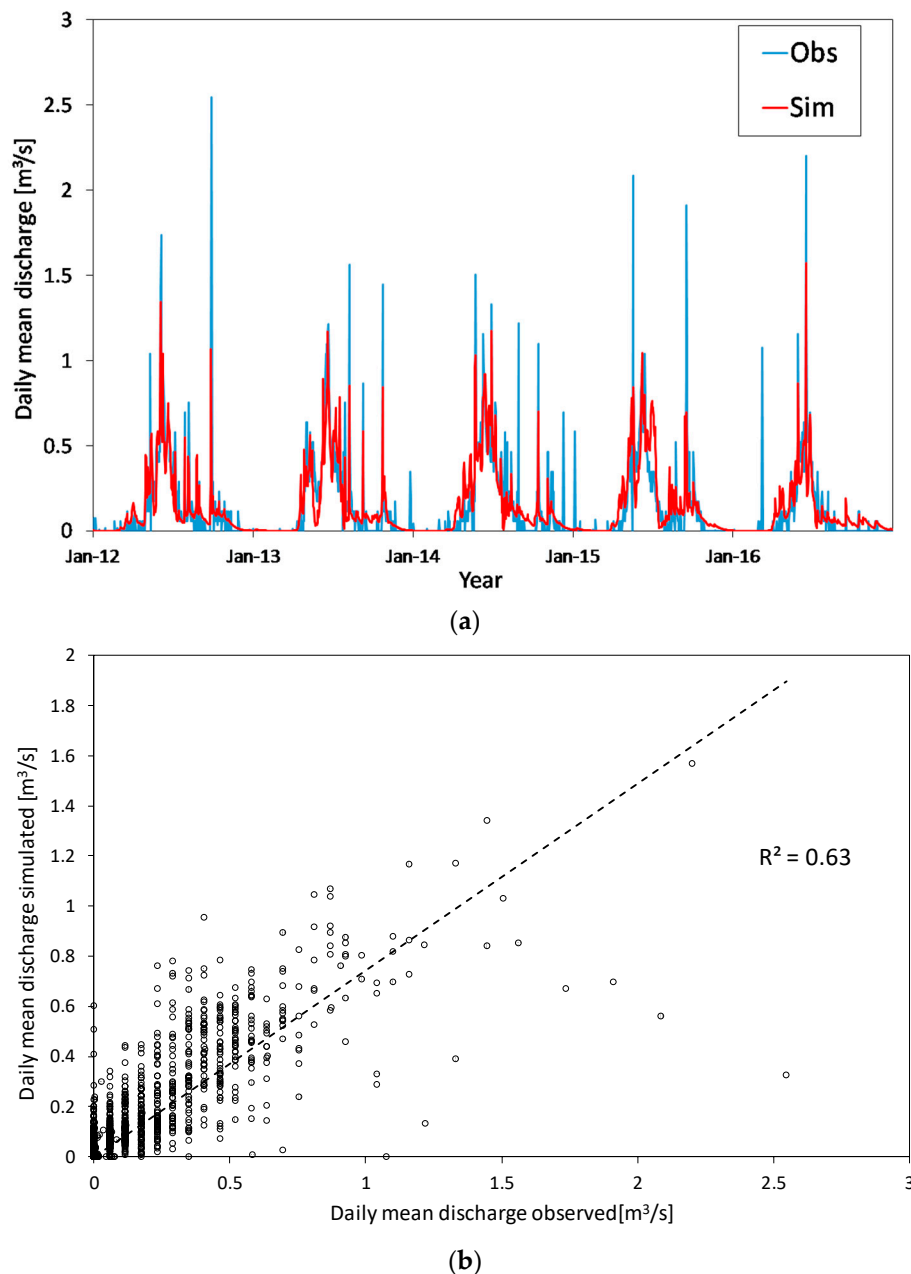 3
2.5
2
1.5
1
0.5
0
Daily mean discharge [m³/s]
Obs
Sim
Jan-12 Jan-13 Jan-14 Jan-15 Jan-16
Year
(a)
2
1.8
1.6
1.4
1.2
1
0.8
0.6
0.4
0.2
0
Daily mean discharge simulated [m³/s]
R² = 0.63
0 0.5 1 1.5 2 2.5 3
Daily mean discharge observed[m³/s]
(b)